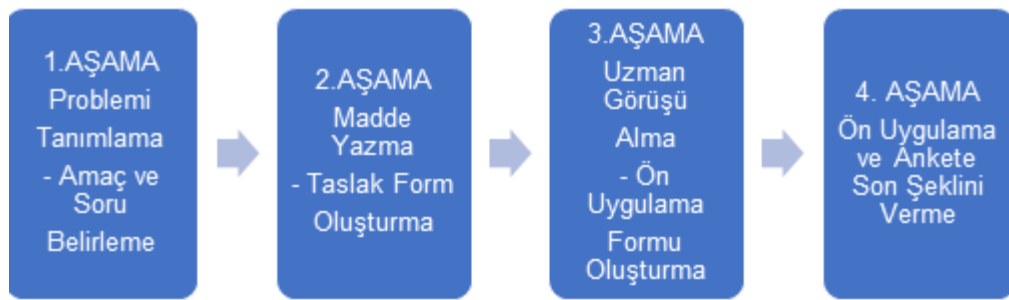 1.AŞAMA
Problemi
Tanımlama
- Amaç ve
Soru
Belirleme
2.AŞAMA
Madde
Yazma
- Taslak Form
Oluşturma
3.AŞAMA
Uzman
Görüşü
Alma
- Ön
Uygulama
Formu
Oluşturma
4. AŞAMA
Ön Uygulama
ve Ankete
Son Şeklini
Verme